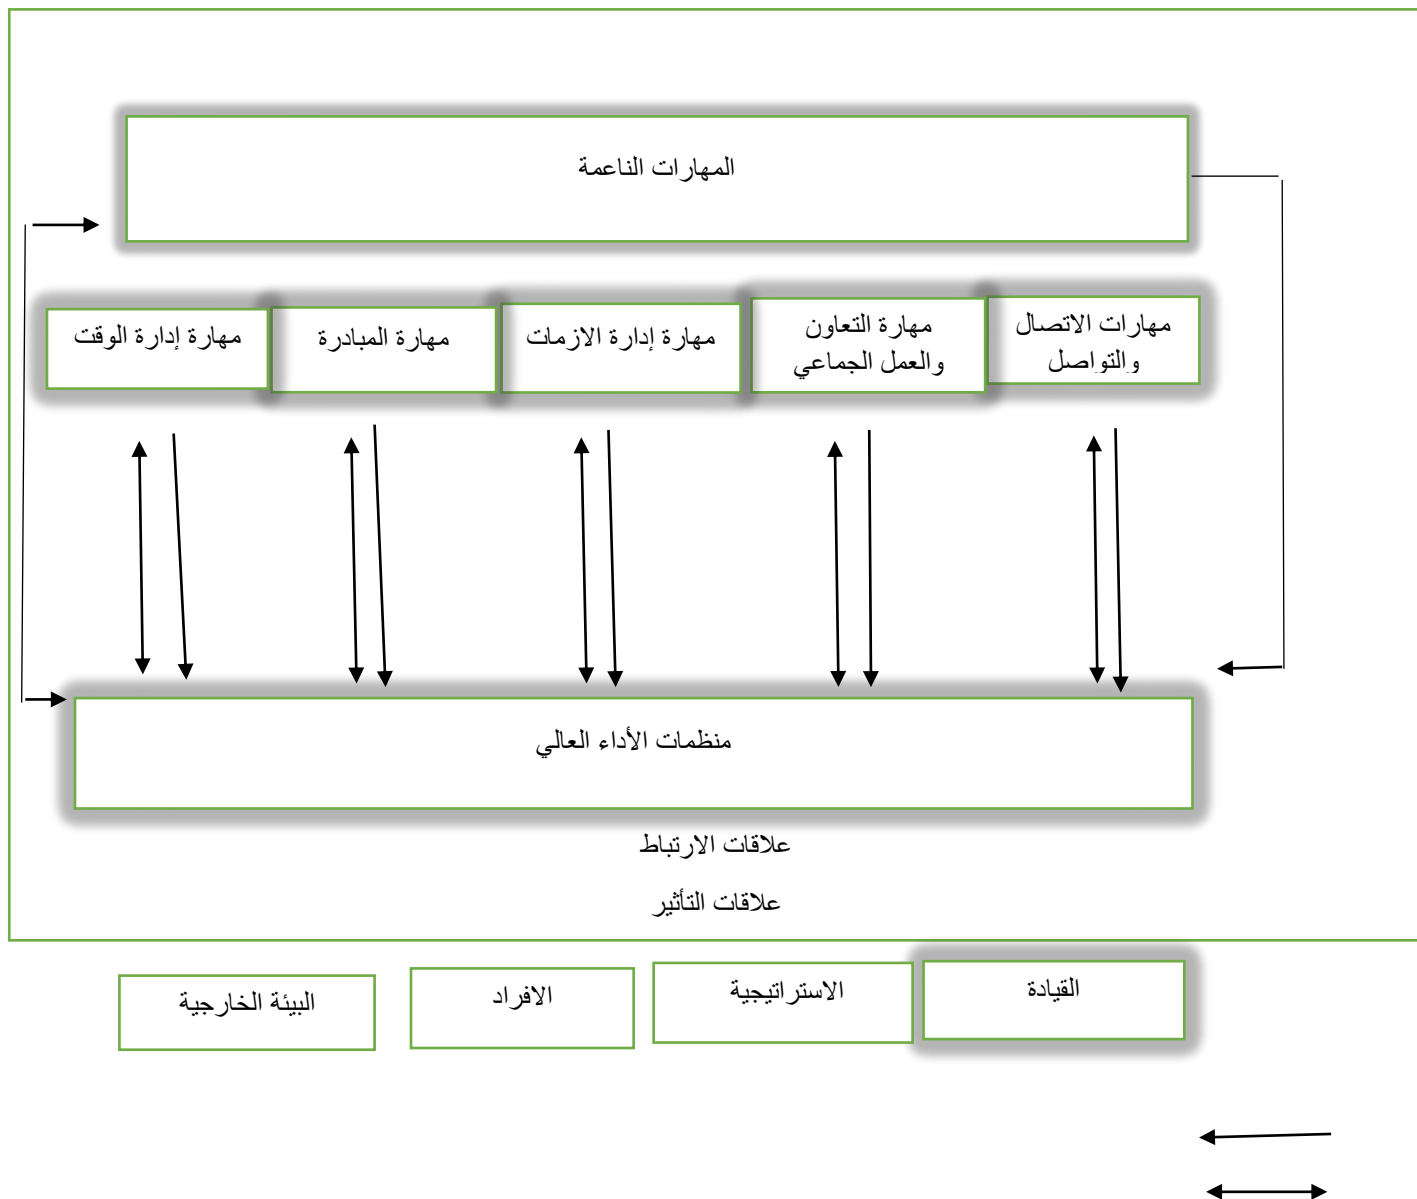 المهارات الناعمة
مهارات الاتصال
والتواصل
مهارة التعاون
والعمل الجماعي
مهارة إدارة الازمات
مهارة المبادرة
مهارة إدارة الوقت
منظمات الأداء العالي
علاقات الارتباط
علاقات التأثير
القيادة
الاستراتيجية
الافراد
البيئة الخارجية